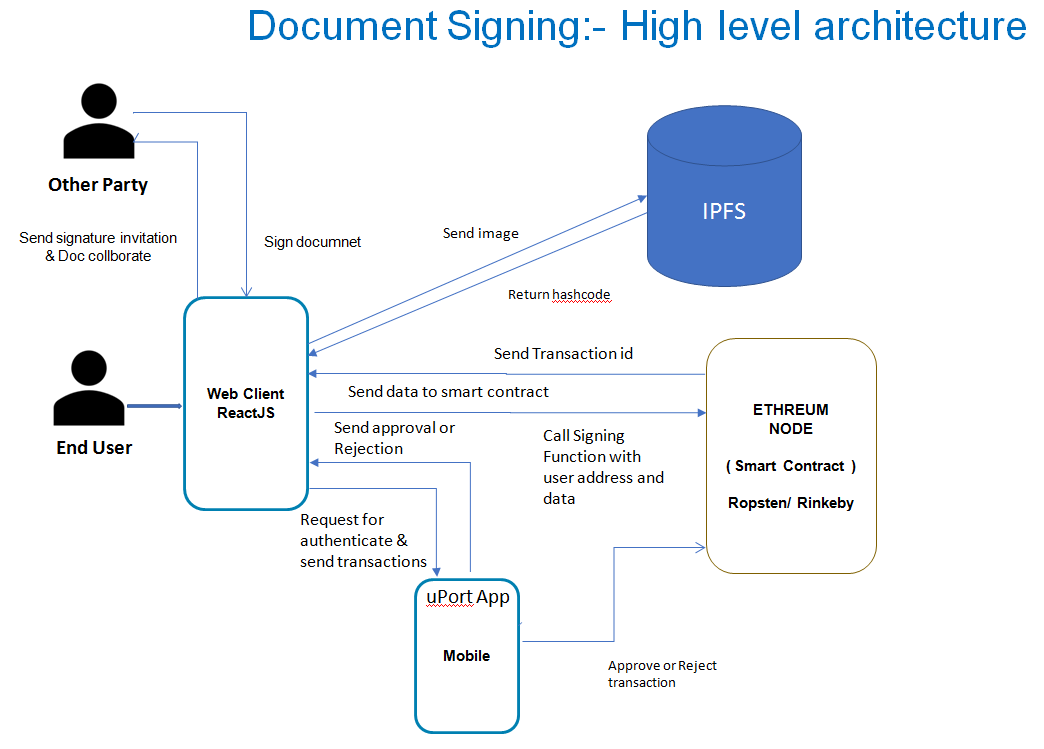 Document Signing:- High level architecture
Other Party
Send signature invitation
& Doc collborate
Sign documnet
Send image
IPFS
Return hashcode
Send Transaction id
Send data to smart contract
End User
Web Client
ReactJS
Send approval or
Rejection
Call Signing
Function with
user address and
data
ETHREUM
NODE
( Smart Contract )
Ropsten/ Rinkeby
Request for
authenticate &
send transactions
uPort App
Mobile
Approve or Reject
transaction